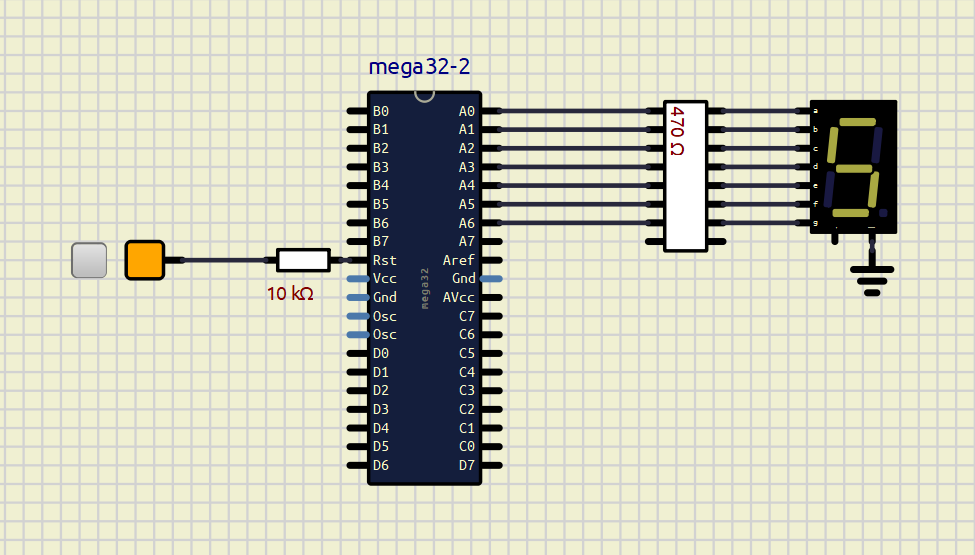 mega32-2
B0 A0
B1 A1
B2 A2
B3 A3
B4 A4
B5 A5
B6 A6
B7 A7
Rst Aref
Vcc Gnd
Gnd AVcc
Osc C7
Osc C6
D0 C5
D1 C4
D2 C3
D3 C2
D4 C1
D5 C0
D6 D7
mega32
10 kΩ
470 Ω
a
b
c
d
e
f
g